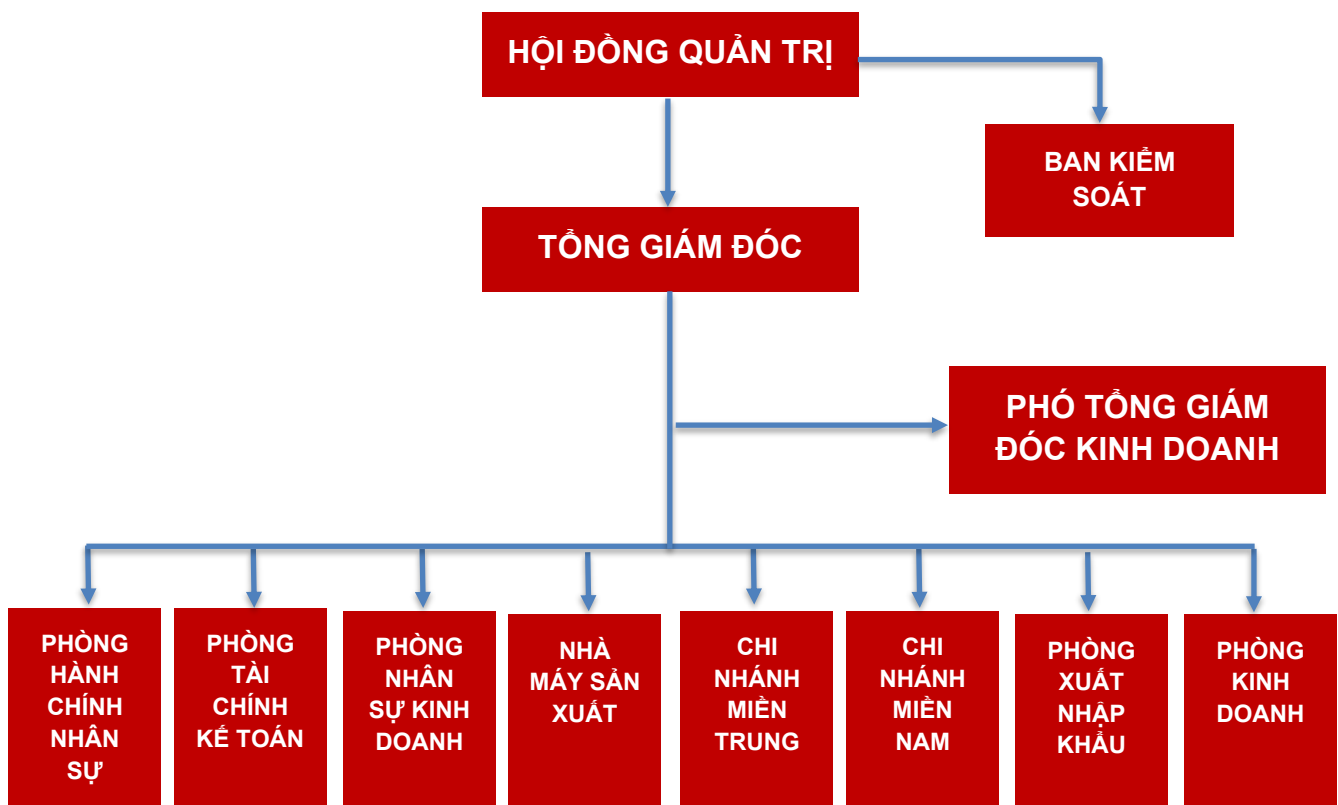 HỘI ĐỒNG QUẢN TRỊ
BAN KIỂM
SOÁT
TỔNG GIÁM ĐÓC
PHÓ TỔNG GIÁM
ĐÓC KINH DOANH
PHÒNG
HÀNH
CHÍNH
NHÂN
SỰ
PHÒNG
TÀI
CHÍNH
KẾ TOÁN
PHÒNG
NHÂN
SỰ KINH
DOANH
NHÀ
MÁY SẢN
XUẤT
CHI
NHÁNH
MIỀN
TRUNG
CHI
NHÁNH
MIỀN
NAM
PHÒNG
XUẤT
NHẬP
KHẨU
PHÒNG
KINH
DOANH